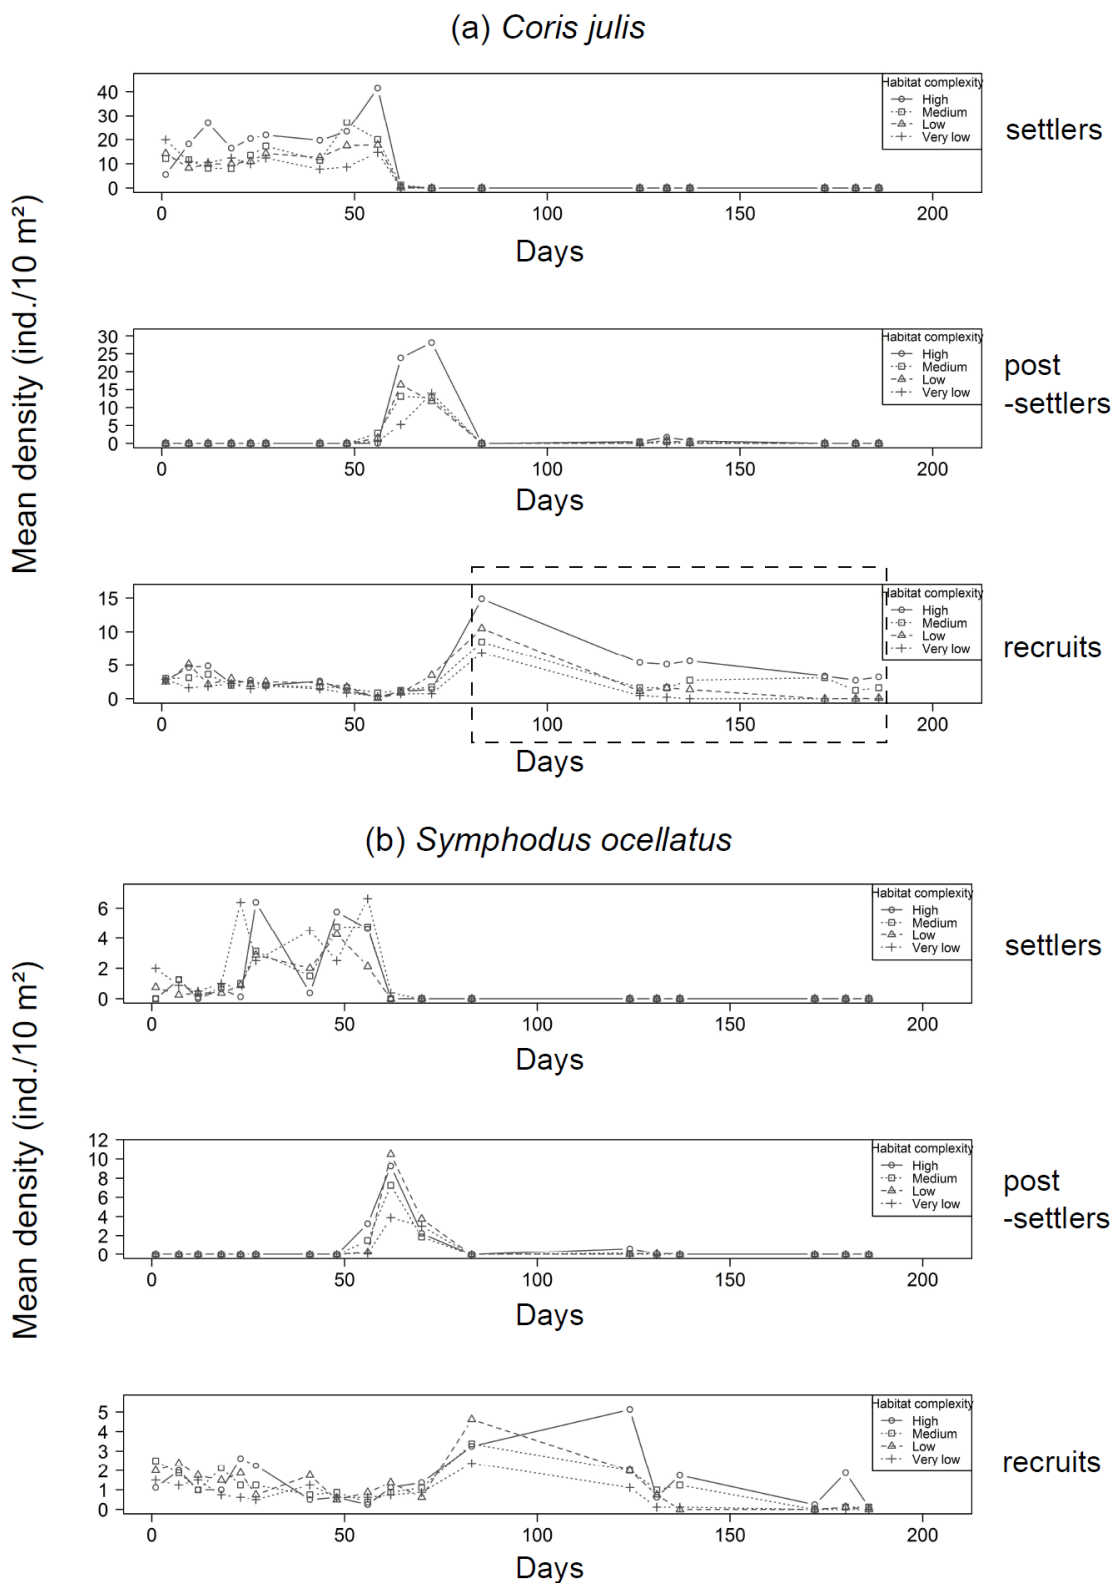 (a) Coris julis
Mean density (ind./10 m²)
40
30
20
10
0
0 50 100 150 200
Days
Habitat complexity
High
Medium
Low
Very low
settlers
30
25
20
15
10
5
0
0 50 100 150 200
Days
Habitat complexity
High
Medium
Low
Very low
post
-settlers
15
10
5
0
0 50 100 150 200
Days
Habitat complexity
High
Medium
Low
Very low
recruits
(b) Symphodus ocellatus
Mean density (ind./10 m²)
6
4
2
0
0 50 100 150 200
Days
Habitat complexity
High
Medium
Low
Very low
settlers
12
10
8
6
4
2
0
0 50 100 150 200
Days
Habitat complexity
High
Medium
Low
Very low
post
-settlers
5
4
3
2
1
0
0 50 100 150 200
Days
Habitat complexity
High
Medium
Low
Very low
recruits